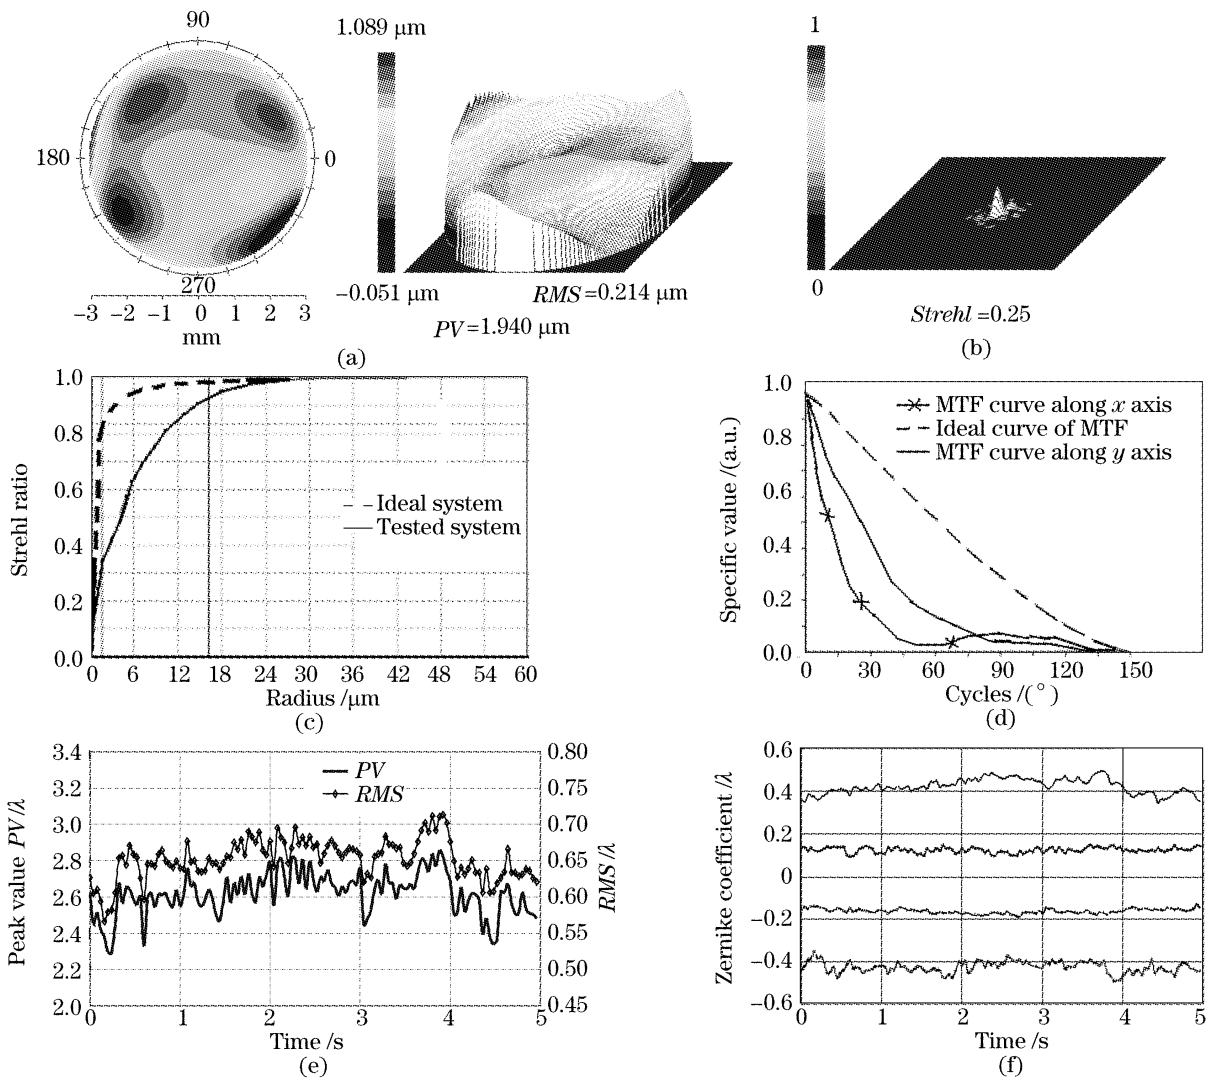 90
180
0
270
−3 −2 −1 0 1 2 3
mm
1.089 μm
−0.051 μm
RMS=0.214 μm
PV=1.940 μm
(a)
1
0
Strehl=0.25
(b)
Strehl ratio
1.0
0.8
0.6
0.4
0.2
0.0
Ideal system
Tested system
0 6 12 18 24 30 36 42 48 54 60
Radius /μm
(c)
Specific value /(a.u.)
1.0
0.8
0.6
0.4
0.2
0.0
MTF curve along x axis
Ideal curve of MTF
MTF curve along y axis
0 30 60 90 120 150
Cycles /(°)
(d)
Peak value PV/λ
3.4
3.2
3.0
2.8
2.6
2.4
2.2
2.0
PV
RMS
0.80
0.75
0.70
0.65
0.60
0.55
0.50
0.45
RMS/λ
0 1 2 3 4 5
Time /s
(e)
Zernike coefficient /λ
0.6
0.4
0.2
0
−0.2
−0.4
−0.6
0 1 2 3 4 5
Time /s
(f)